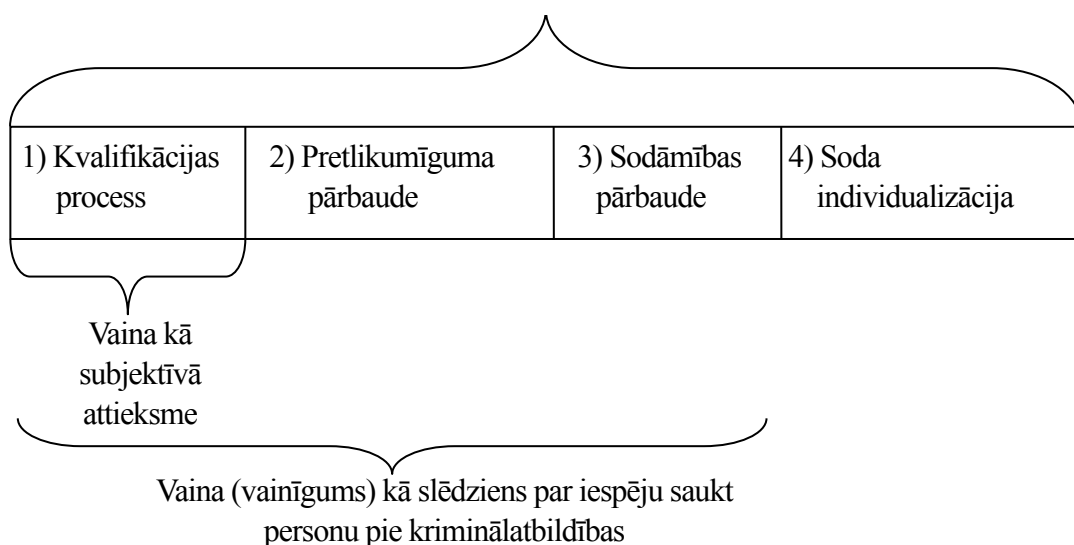 1) Kvalifikācijas
process
2) Pretlikumīguma
pārbaude
3) Sodāmības
pārbaude
4) Soda
individualizācija
Vaina kā
subjektīvā
attieksme
Vaina (vainīgums) kā slēdziens par iespēju saukt
personu pie kriminālatbildības